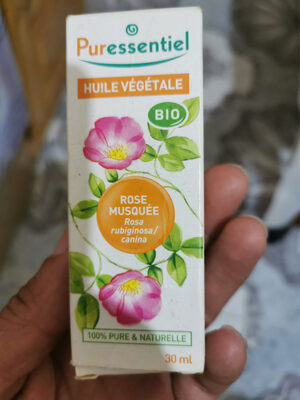 Puressentiel
HUILE VÉGÉTALE
BIO
ROSE
MUSQUÉE
Rosa
rubiginosa/
canina
100% PURE & NATURELLE
30 ml